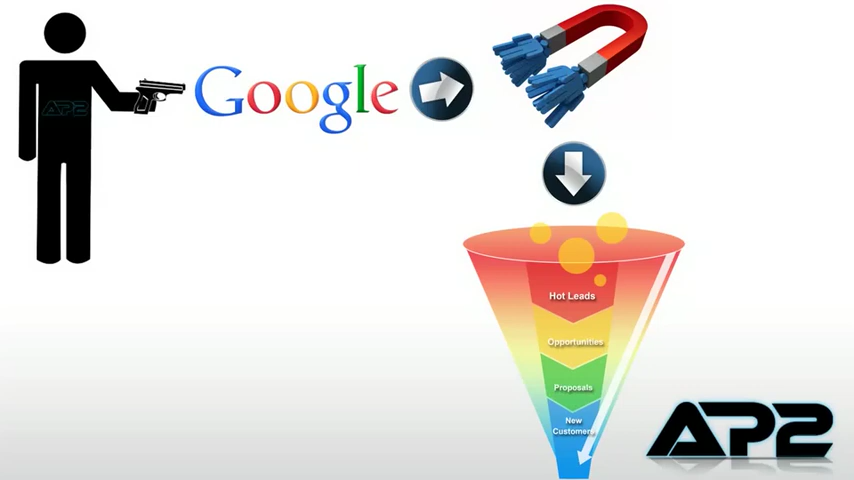 AP2
Google
Hot Leads
Opportunities
Proposals
New
Customers
AP2